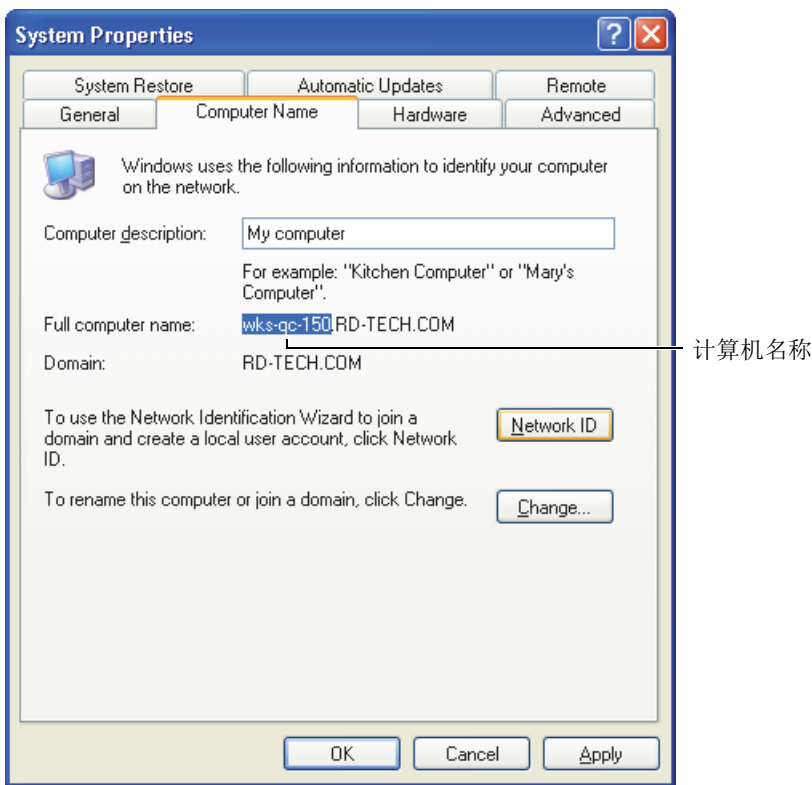 System Properties
System Restore
Automatic Updates
Remote
General
Computer Name
Hardware
Advanced
Windows uses the following information to identify your computer
on the network.
Computer description:
My computer
For example: "Kitchen Computer" or "Mary's
Computer".
Full computer name:
wks-qc-150.RD-TECH.COM
计算机名称
Domain:
RD-TECH.COM
To use the Network Identification Wizard to join a
domain and create a local user account, click Network
ID.
Network ID
To rename this computer or join a domain, click Change.
Change...
OK
Cancel
Apply